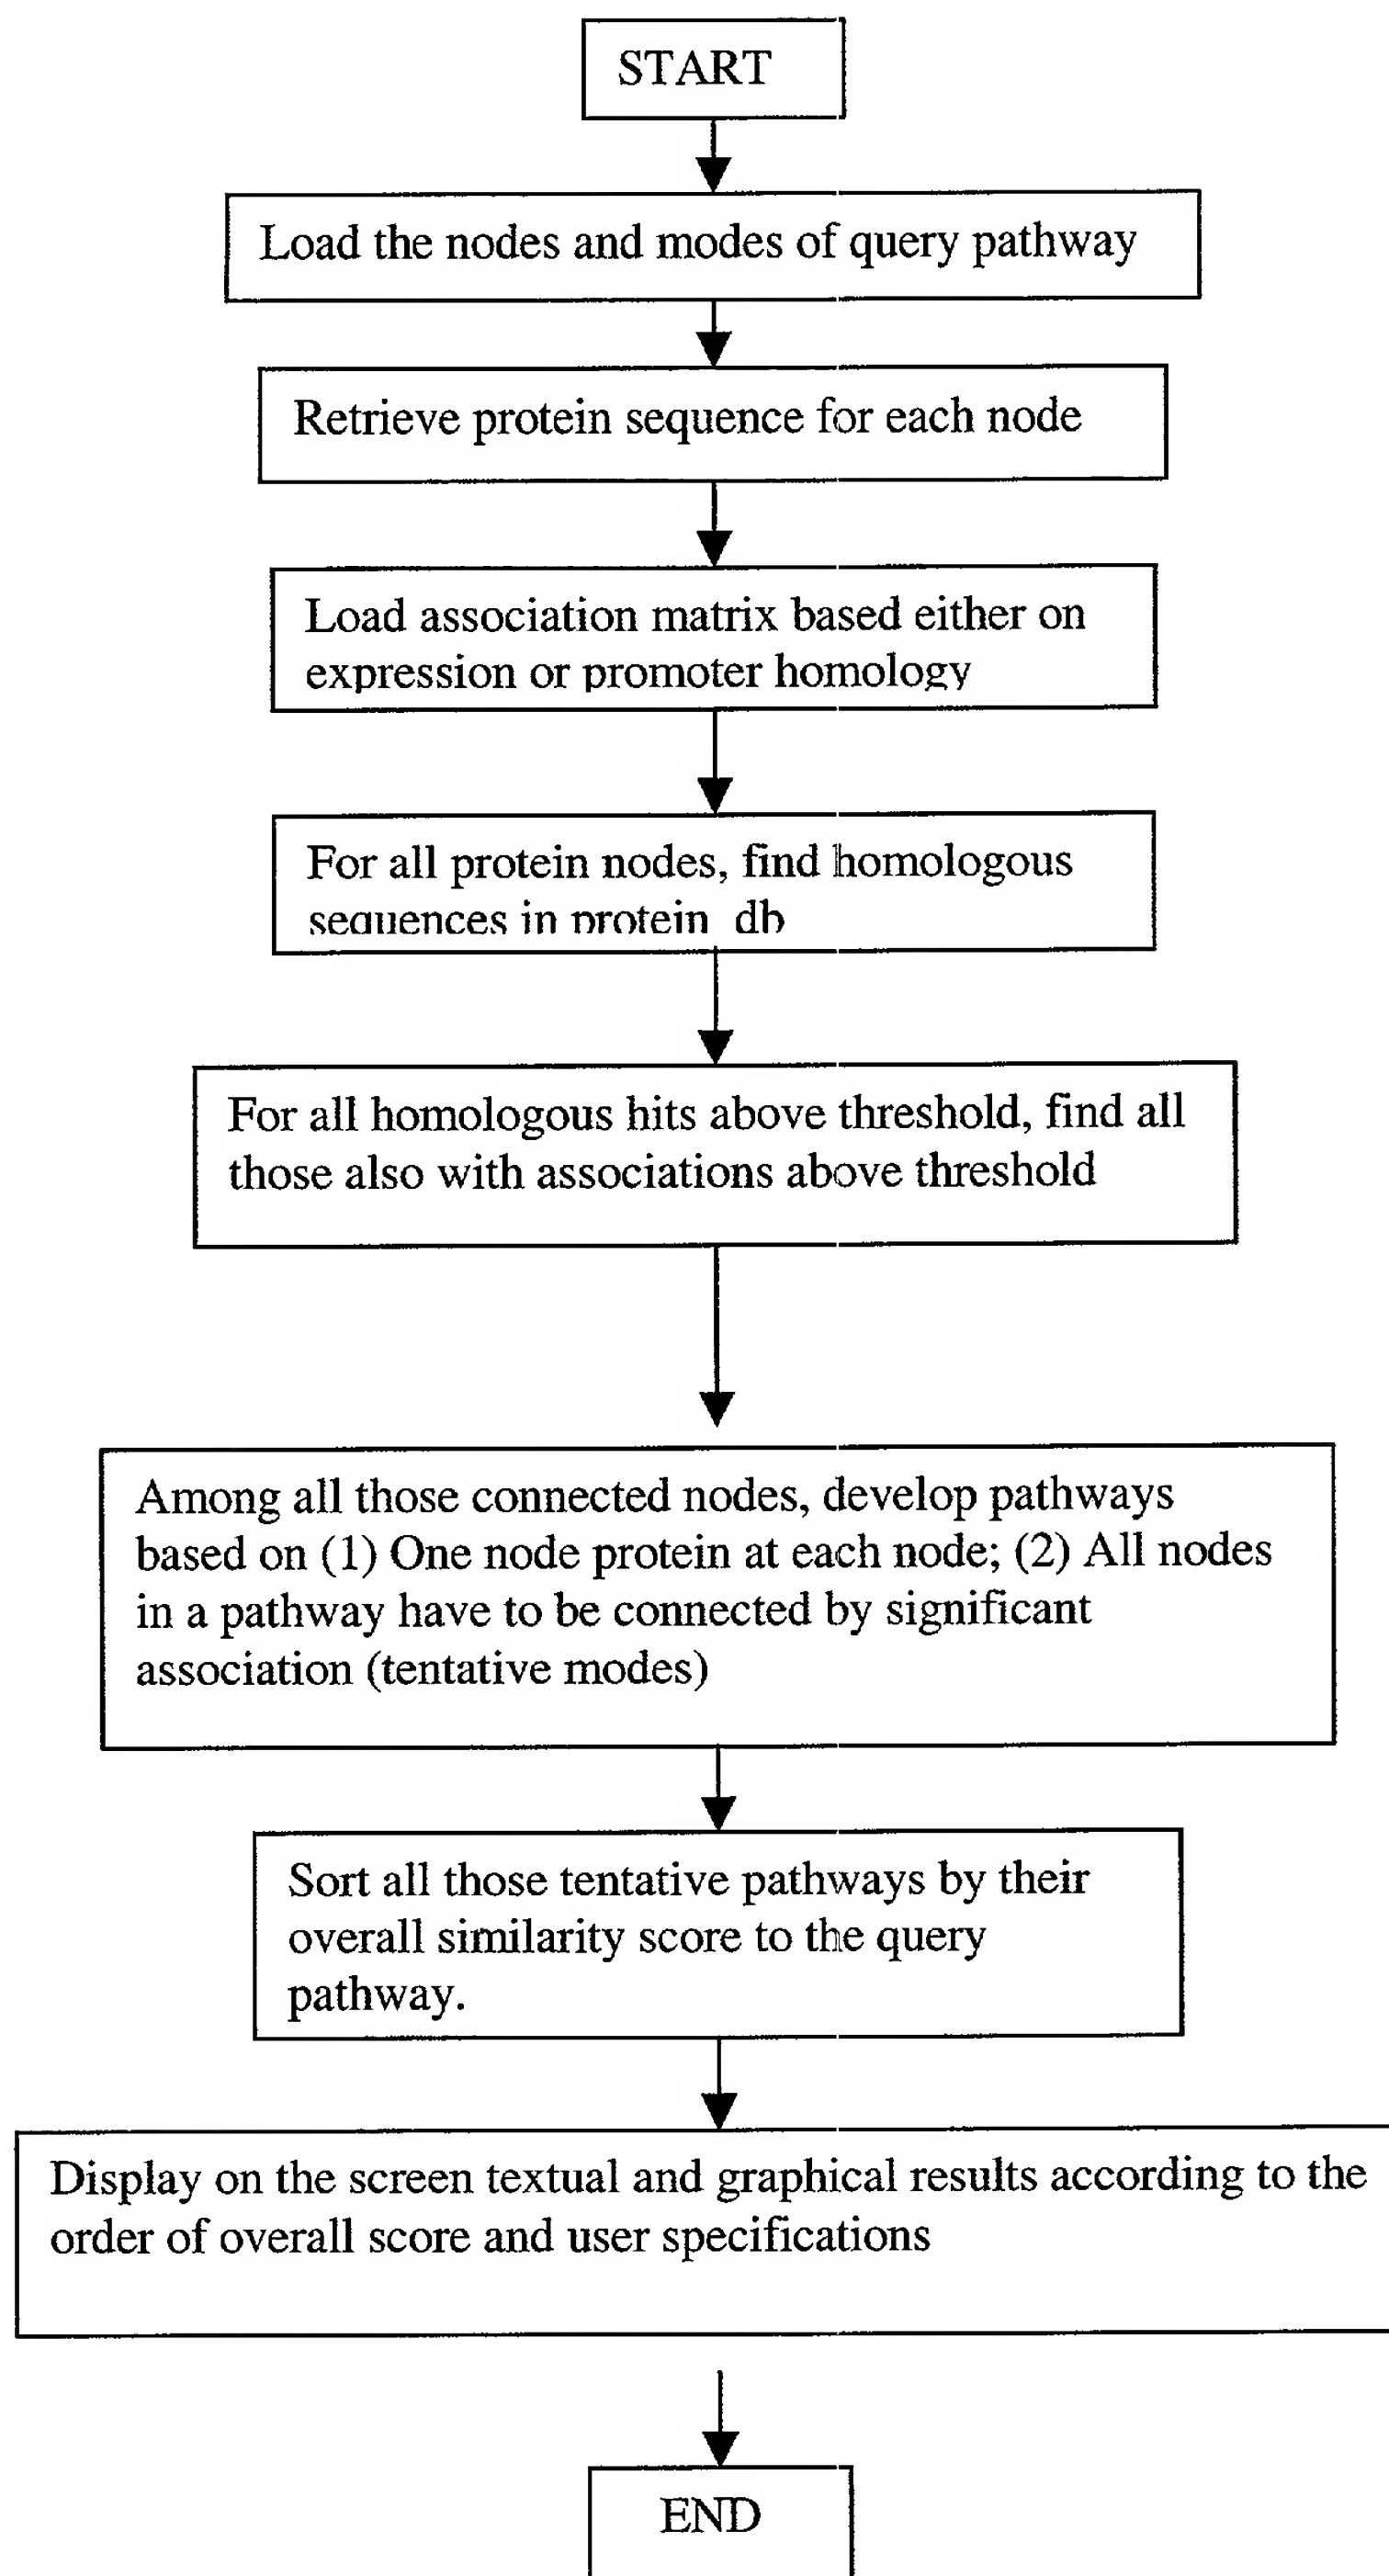 START
Load the nodes and modes of query pathway
Retrieve protein sequence for each node
Load association matrix based either on
expression or promoter homology
For all protein nodes, find homologous
sequences in protein_db
For all homologous hits above threshold, find all
those also with associations above threshold
Among all those connected nodes, develop pathways
based on (1) One node protein at each node; (2) All nodes
in a pathway have to be connected by significant
association (tentative modes)
Sort all those tentative pathways by their
overall similarity score to the query
pathway.
Display on the screen textual and graphical results according to the
order of overall score and user specifications
END